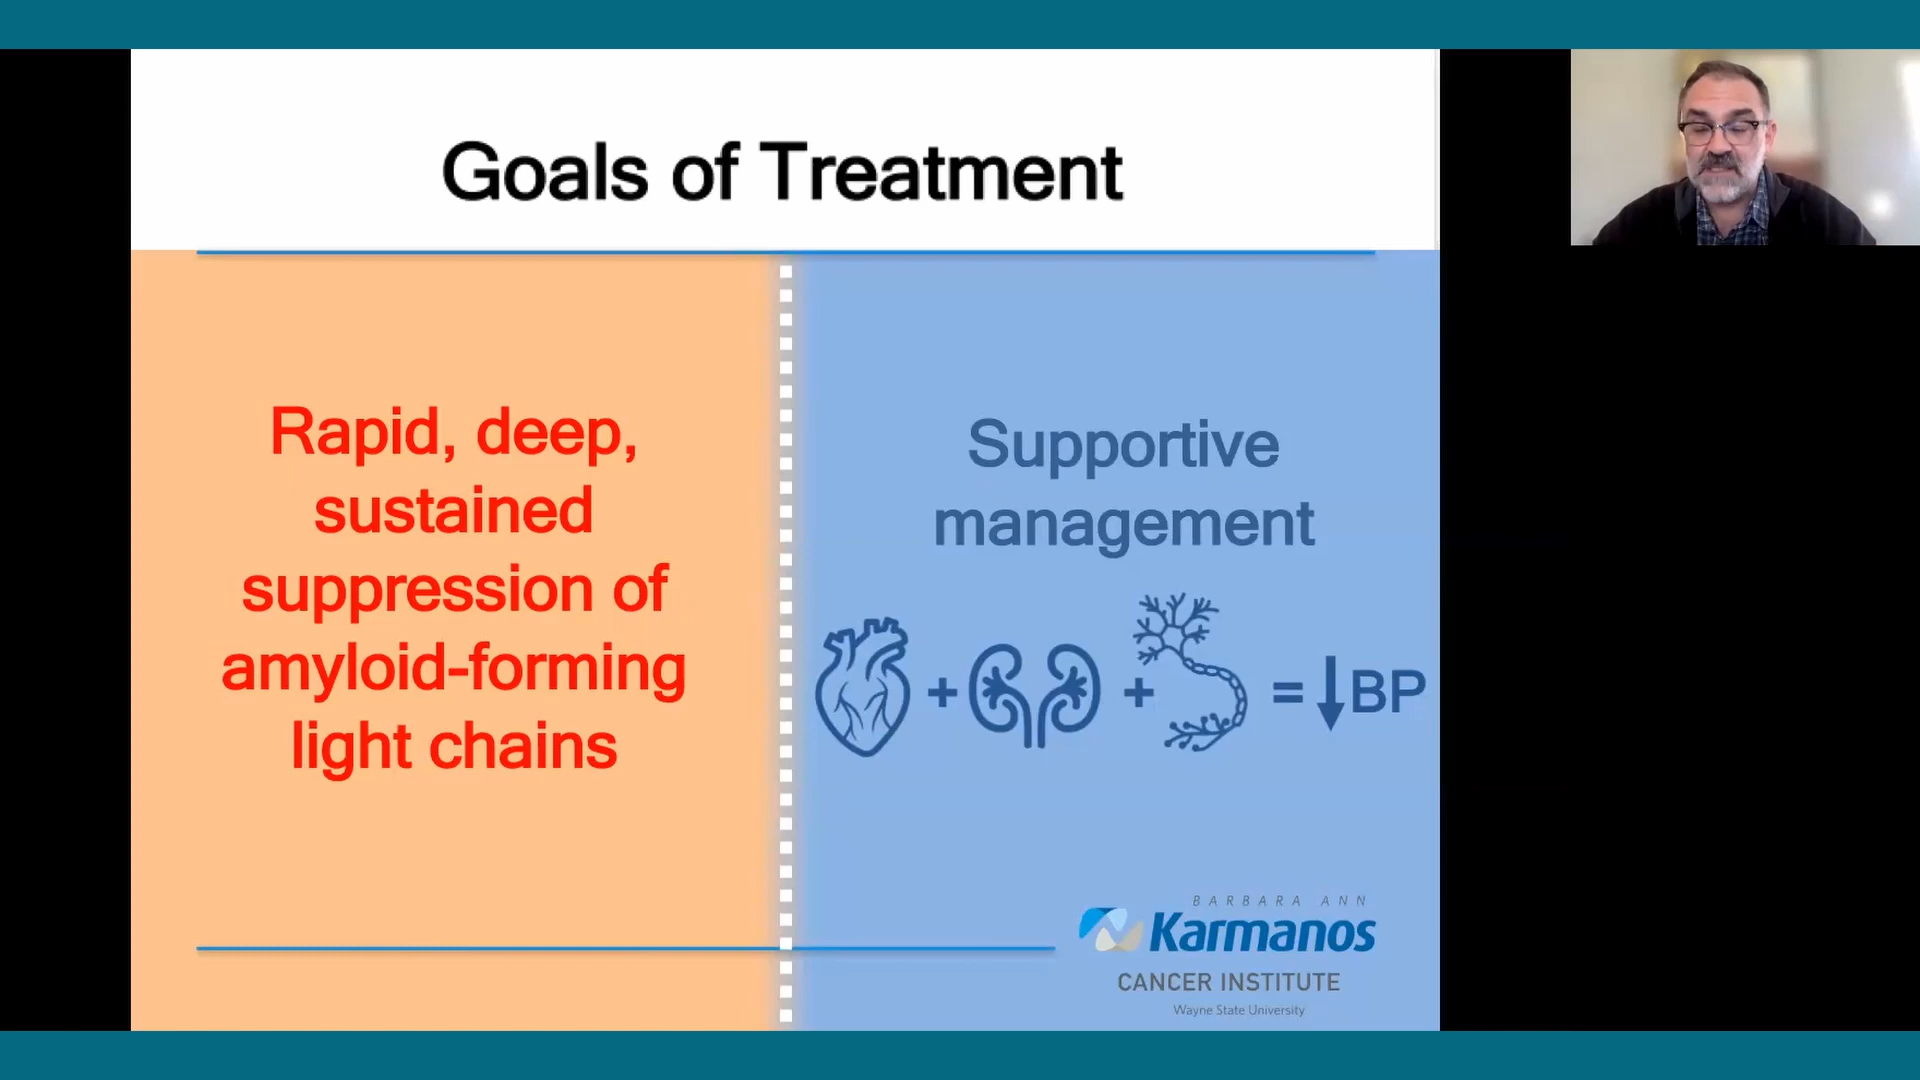 Goals of Treatment
Rapid, deep,
sustained
suppression of
amyloid-forming
light chains
Supportive
management
+ + = ↓BP
BARBARA ANN
Karmanos
CANCER INSTITUTE
Wayne State University